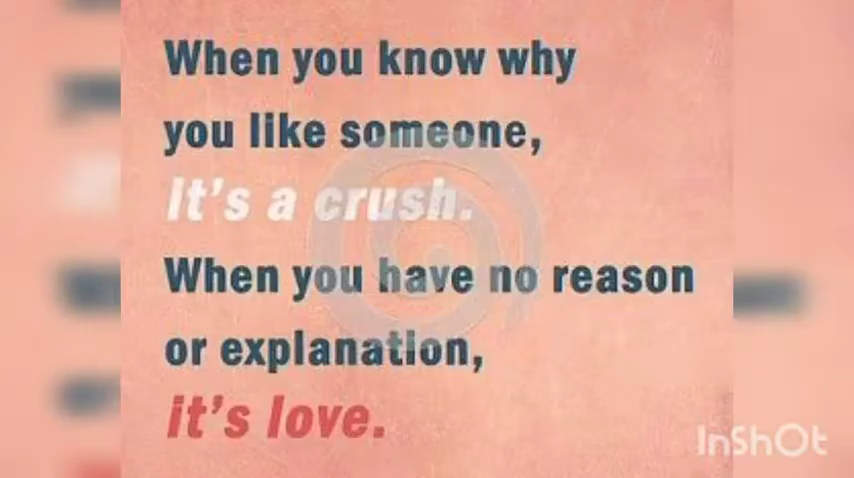 When you know why
you like someone,
it's a crush.
When you have no reason
or explanation,
it's love.
InShOt